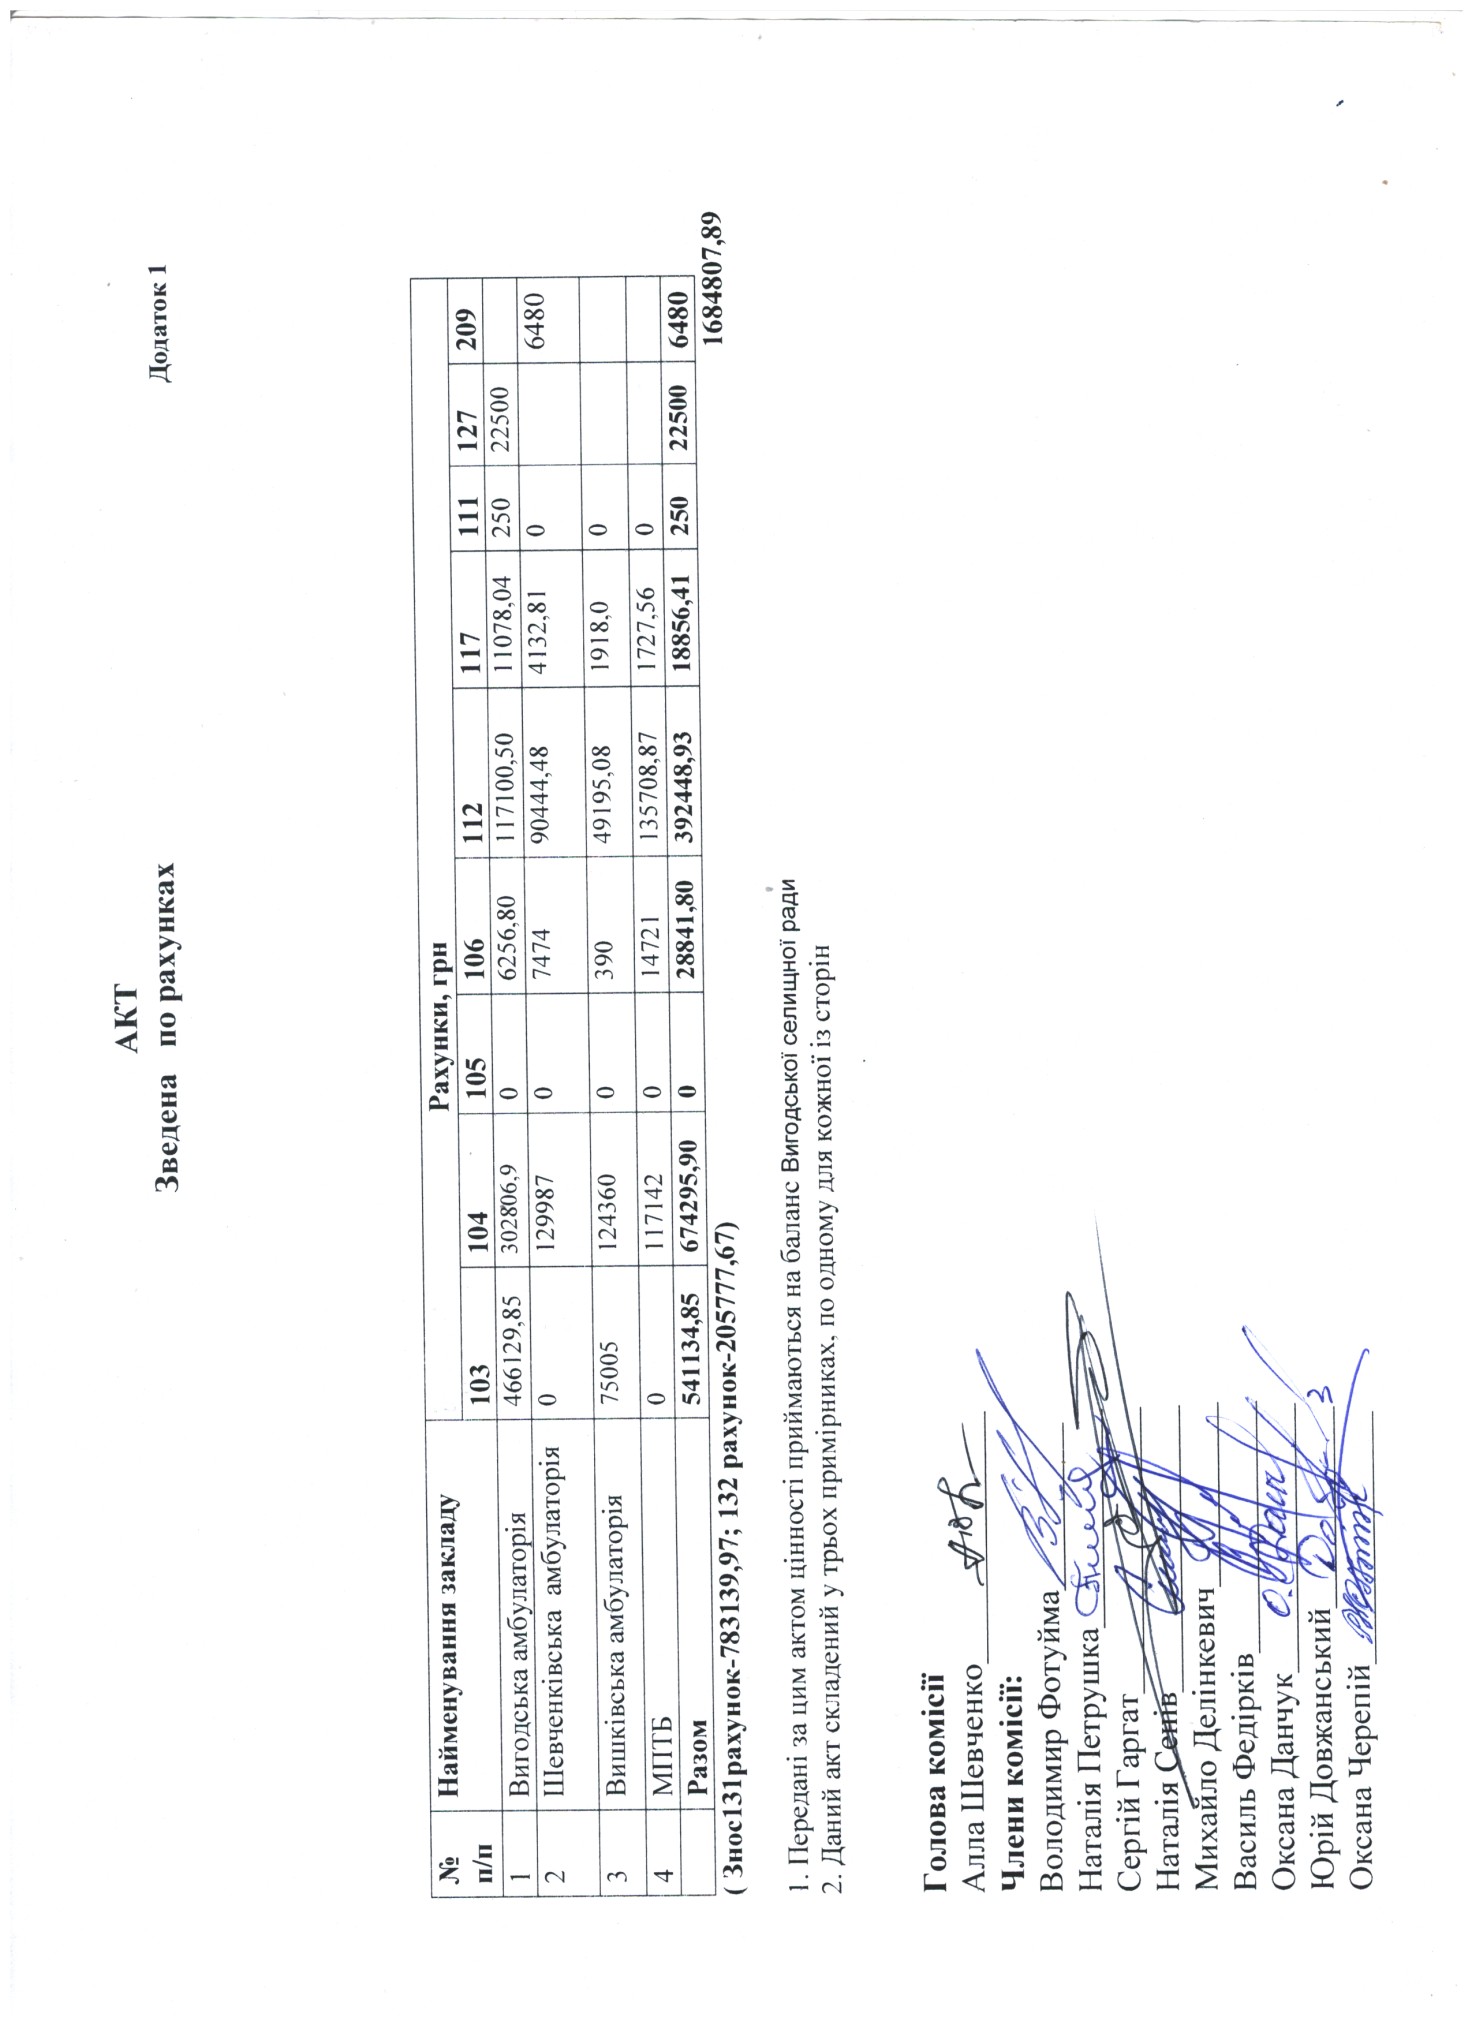 Додаток 1
АКТ
Зведена по рахунках
№ п/п Найменування закладу Рахунки, грн
103 104 105 106 112 117 111 127 209
1 Вигодська амбулаторія 466129,85 302806,9 0 6256,80 117100,50 11078,04 250 22500
2 Шевченківська амбулаторія 0 129987 0 7474 90444,48 4132,81 0 6480
3 Вишківська амбулаторія 75005 124360 0 390 49195,08 1918,0 0
4 МПТБ 0 117142 0 14721 135708,87 1727,56 0
Разом 541134,85 674295,90 0 28841,80 392448,93 18856,41 250 22500 6480
1684807,89
( Знос131рахунок-783139,97; 132 рахунок-205777,67)
1. Передані за цим актом цінності приймаються на баланс Вигодської селищної ради
2. Даний акт складений у трьох примірниках, по одному для кожної із сторін
Голова комісії
Алла Шевченко
Члени комісії:
Володимир Фотуйма
Наталія Петрушка
Сергій Гаргат
Наталія Сенів
Михайло Делінкевич
Василь Федірків
Оксана Данчук
Юрій Довжанський
Оксана Черепій